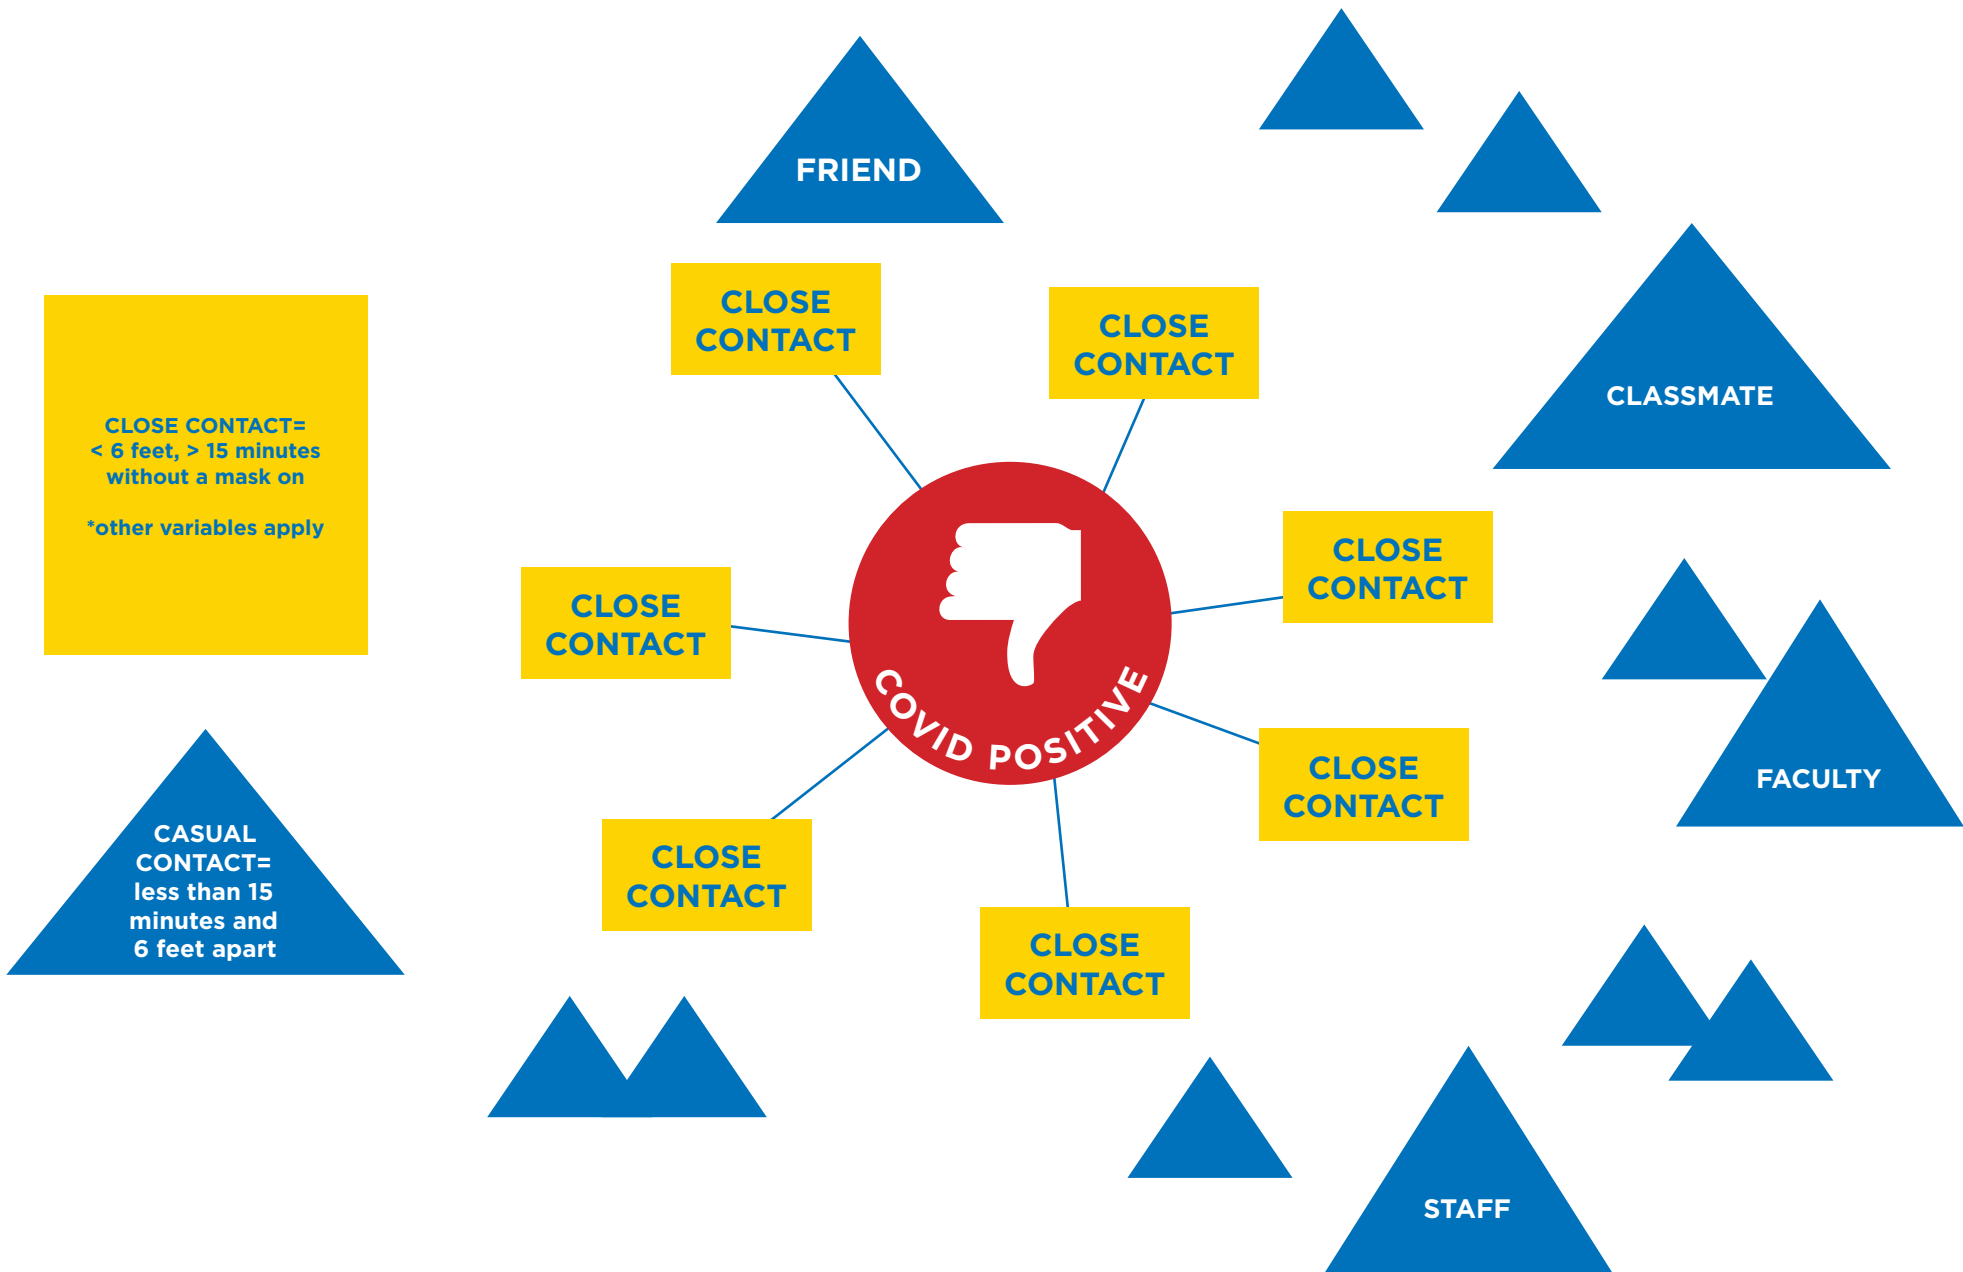 FRIEND
CLOSE
CONTACT
CLOSE
CONTACT
CLASSMATE
CLOSE CONTACT=
< 6 feet, > 15 minutes
without a mask on
*other variables apply
CLOSE
CONTACT
CLOSE
CONTACT
COVID POSITIVE
CLOSE
CONTACT
FACULTY
CASUAL
CONTACT=
less than 15
minutes and
6 feet apart
CLOSE
CONTACT
CLOSE
CONTACT
STAFF